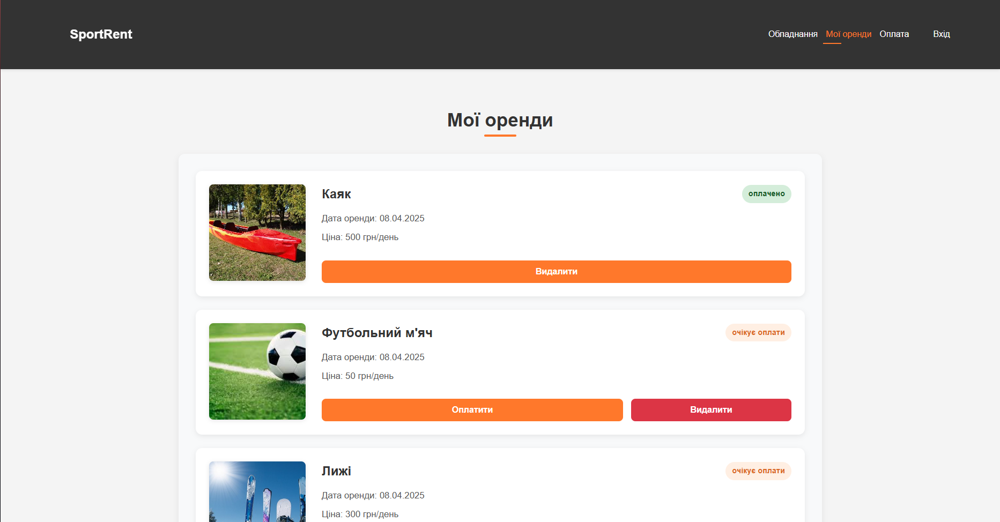 SportRent
Обладнання Мої оренди Оплата Вхід
Мої оренди
Каяк
оплачено
Дата оренди: 08.04.2025
Ціна: 500 грн/день
Видалити
Футбольний м'яч
очікує оплати
Дата оренди: 08.04.2025
Ціна: 50 грн/день
Оплатити Видалити
Лижі
очікує оплати
Дата оренди: 08.04.2025
Ціна: 300 грн/день